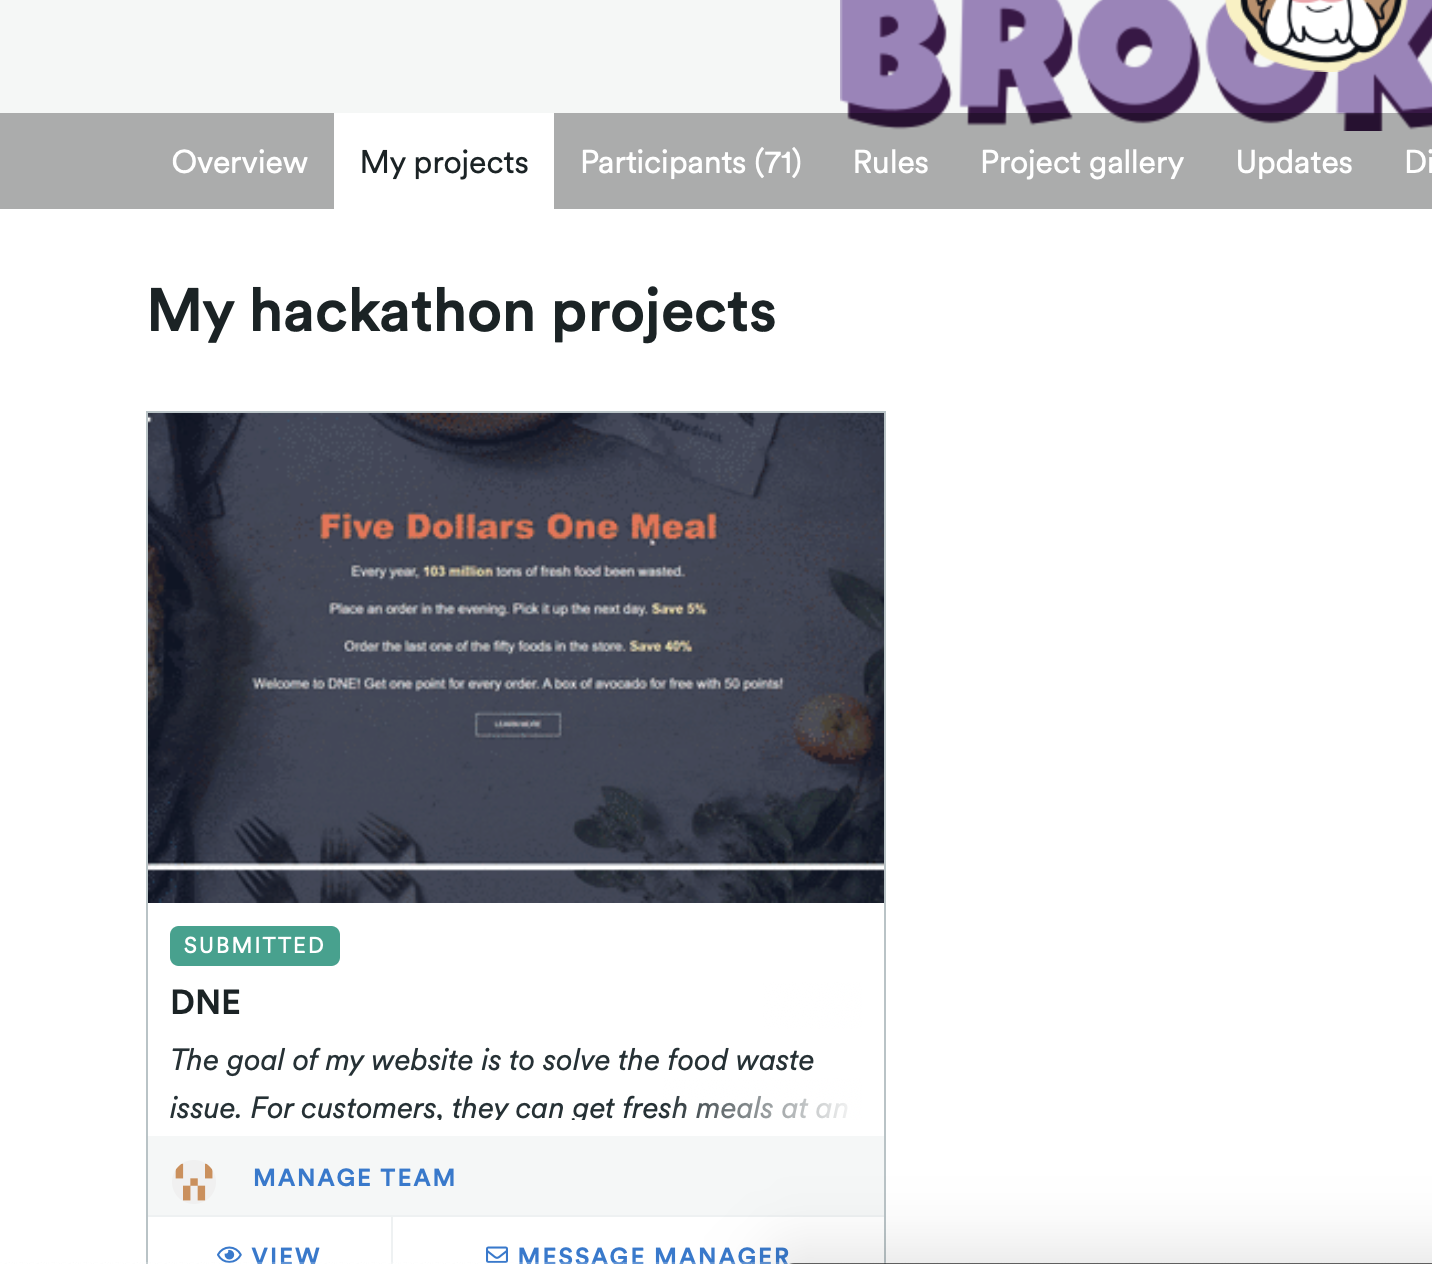 BROOK
Overview
My projects
Participants (71)
Rules
Project gallery
Updates
Di
My hackathon projects
Five Dollars One Meal
Every year, 103 million tons of fresh food been wasted.
Place an order in the evening. Pick it up the next day. Save 5%
Order the last one of the fifty foods in the store. Save 40%
Welcome to DNE! Get one point for every order. A box of avocado for free with 50 points!
LEARN MORE
SUBMITTED
DNE
The goal of my website is to solve the food waste
issue. For customers, they can get fresh meals at an
MANAGE TEAM
VIEW
MESSAGE MANAGER